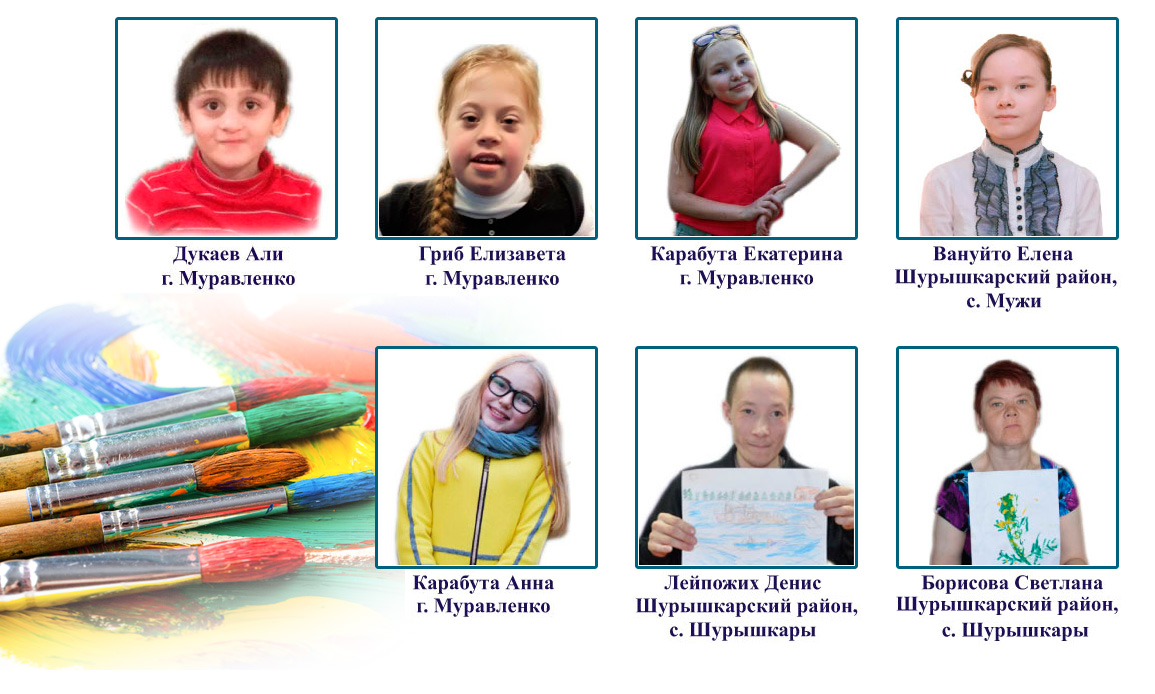 Дукаев Али
г. Муравленко
Гриб Елизавета
г. Муравленко
Карабута Екатерина
г. Муравленко
Вануйто Елена
Шурышкарский район,
с. Мужи
Карабута Анна
г. Муравленко
Лейпожих Денис
Шурышкарский район,
с. Шурышкары
Борисова Светлана
Шурышкарский район,
с. Шурышкары